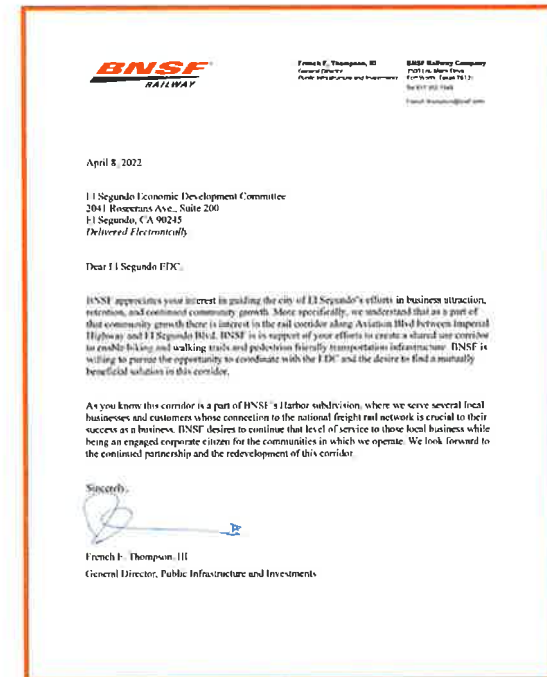 BNSF
RAILWAY
French F. Thompson, III
General Director
Public Infrastructure and Investments
BNSF Railway Company
Fort Worth, Texas
April 8, 2022
El Segundo Economic Development Committee
2041 Rosecrans Ave., Suite 200
El Segundo, CA 90245
Delivered Electronically
Dear El Segundo EDC,
BNSF appreciates your interest in guiding the city of El Segundo's efforts in business attraction,
retention, and continued community growth. More specifically, we understand that as a part of
that community growth there is interest in the rail corridor along Aviation Blvd between Imperial
Highway and El Segundo Blvd. BNSF is in support of your efforts to create a shared use corridor
to enable biking and walking trails and pedestrian friendly transportation infrastructure. BNSF is
willing to pursue the opportunity to coordinate with the EDC and the desire to find a mutually
beneficial solution in this corridor.
As you know this corridor is a part of BNSF's Harbor subdivision, where we serve several local
businesses and customers whose connection to the national freight rail network is crucial to their
success as a business. BNSF desires to continue that level of service to those local business while
being an engaged corporate citizen for the communities in which we operate. We look forward to
the continued partnership and the redevelopment of this corridor.
Sincerely,
French F. Thompson, III
General Director, Public Infrastructure and Investments